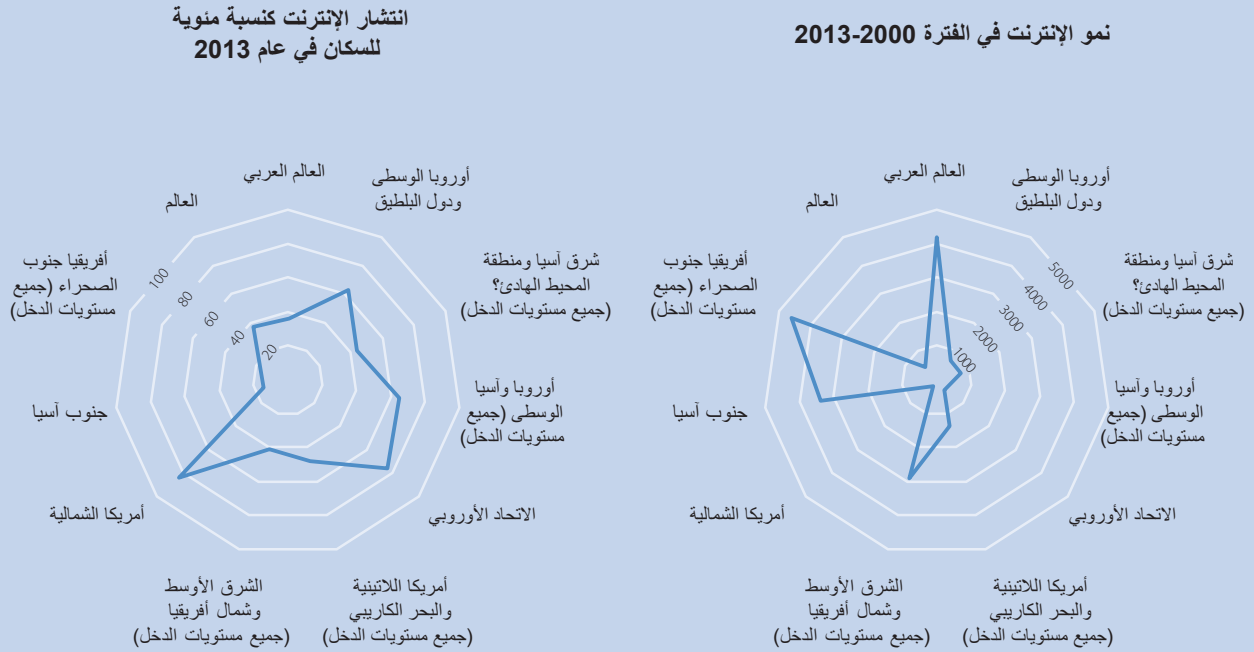 نمو الإنترنت في الفترة 2000-2013
العالم العربي
أوروبا الوسطى
ودول البلطيق
شرق آسيا ومنطقة
المحيط الهادئ؟
(جميع مستويات الدخل)
أوروبا وآسيا
الوسطى (جميع
مستويات الدخل)
الاتحاد الأوروبي
أمريكا اللاتينية
والبحر الكاريبي
(جميع مستويات الدخل)
الشرق الأوسط
وشمال أفريقيا
(جميع مستويات الدخل)
أمريكا الشمالية
جنوب آسيا
أفريقيا جنوب
الصحراء (جميع
مستويات الدخل)
العالم
5000
4000
3000
2000
1000
انتشار الإنترنت كنسبة مئوية
للسكان في عام 2013
العالم العربي
أوروبا الوسطى
ودول البلطيق
شرق آسيا ومنطقة
المحيط الهادئ؟
(جميع مستويات الدخل)
أوروبا وآسيا
الوسطى (جميع
مستويات الدخل)
الاتحاد الأوروبي
أمريكا اللاتينية
والبحر الكاريبي
(جميع مستويات الدخل)
الشرق الأوسط
وشمال أفريقيا
(جميع مستويات الدخل)
أمريكا الشمالية
جنوب آسيا
أفريقيا جنوب
الصحراء (جميع
مستويات الدخل)
العالم
100
80
60
40
20